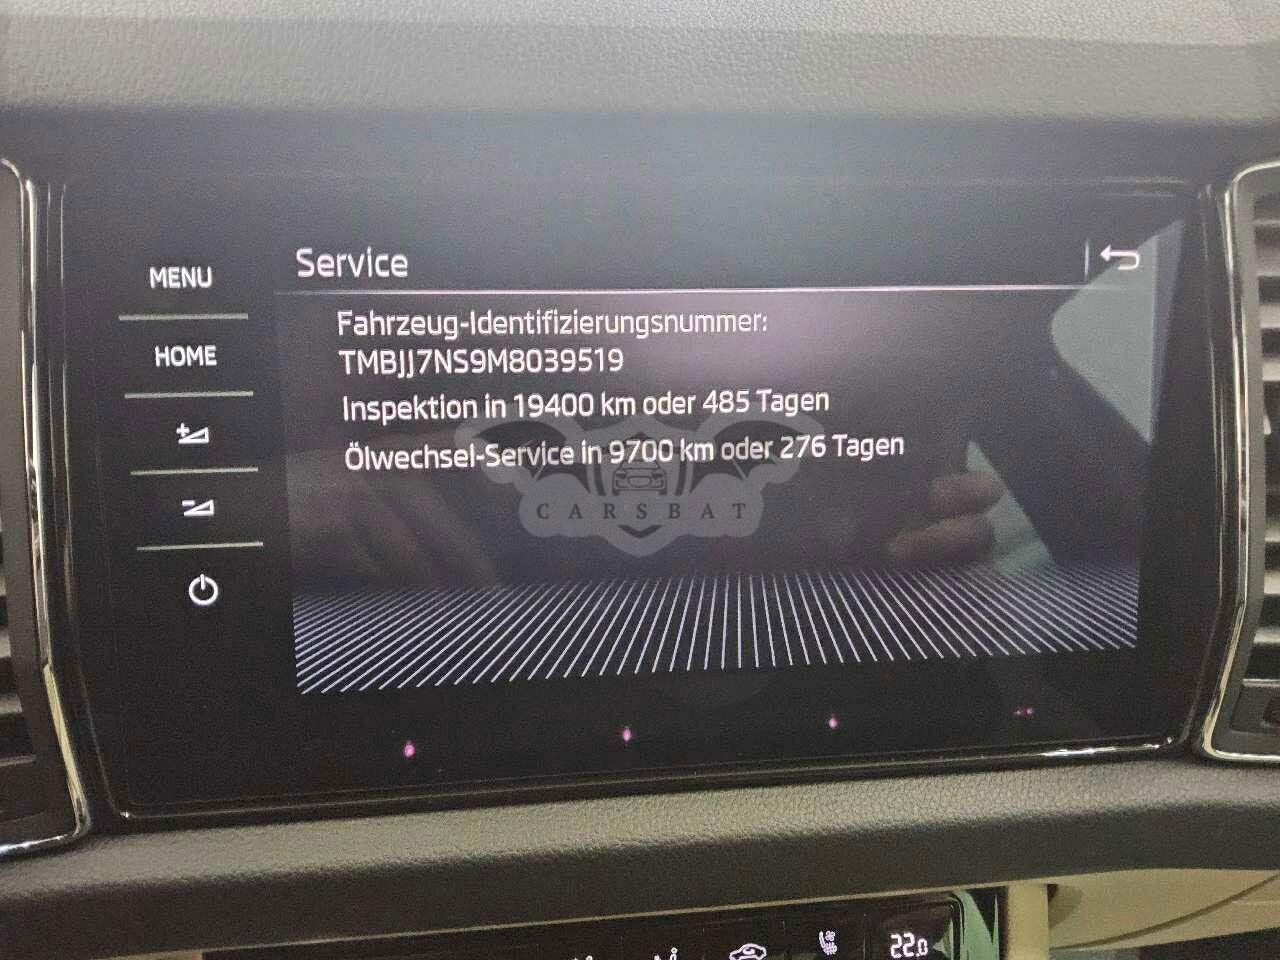 MENU
HOME
Service
Fahrzeug-Identifizierungsnummer:
TMBJJ7NS9M8039519
Inspektion in 19400 km oder 485 Tagen
Ölwechsel-Service in 9700 km oder 276 Tagen
CARSBAT
22.0